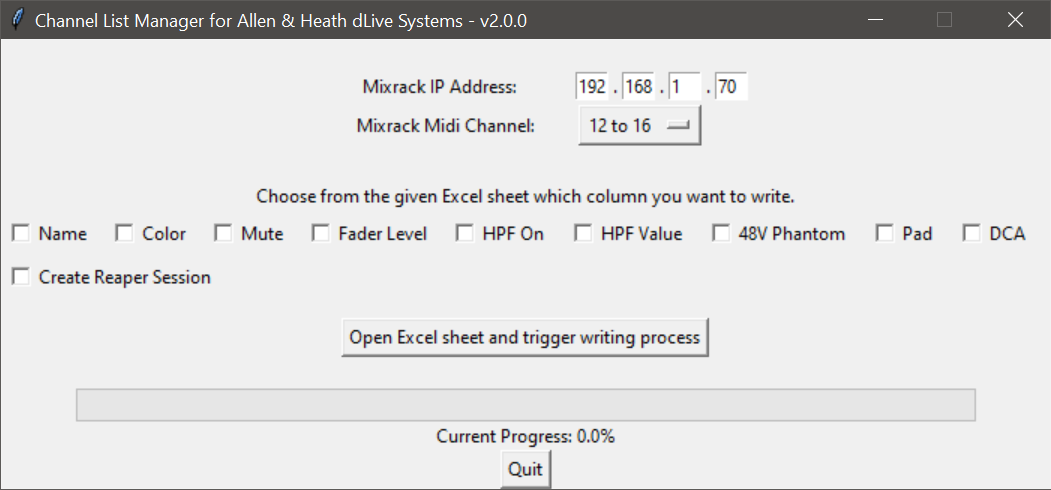 Channel List Manager for Allen & Heath dLive Systems - v2.0.0
Mixrack IP Address: 192 . 168 . 1 . 70
Mixrack Midi Channel: 12 to 16
Choose from the given Excel sheet which column you want to write.
Name Color Mute Fader Level HPF On HPF Value 48V Phantom Pad DCA
Create Reaper Session
Open Excel sheet and trigger writing process
Current Progress: 0.0%
Quit